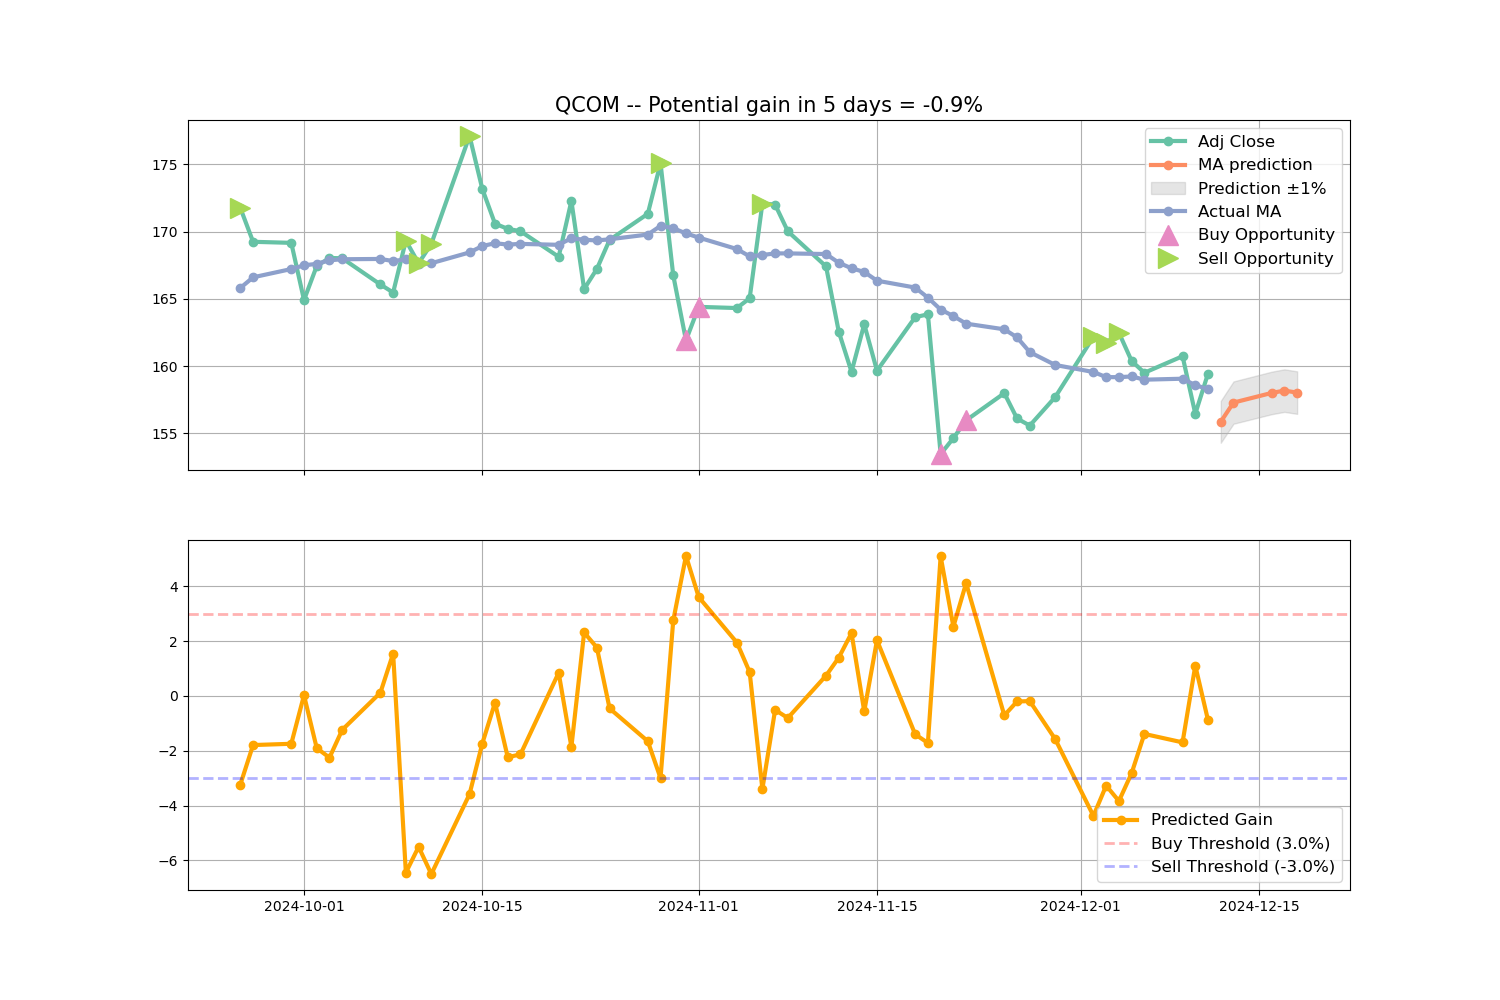 QCOM -- Potential gain in 5 days = -0.9%
175
170
165
160
155
Adj Close
MA prediction
Prediction ±1%
Actual MA
Buy Opportunity
Sell Opportunity
4
2
0
−2
−4
−6
Predicted Gain
Buy Threshold (3.0%)
Sell Threshold (-3.0%)
2024-10-01
2024-10-15
2024-11-01
2024-11-15
2024-12-01
2024-12-15